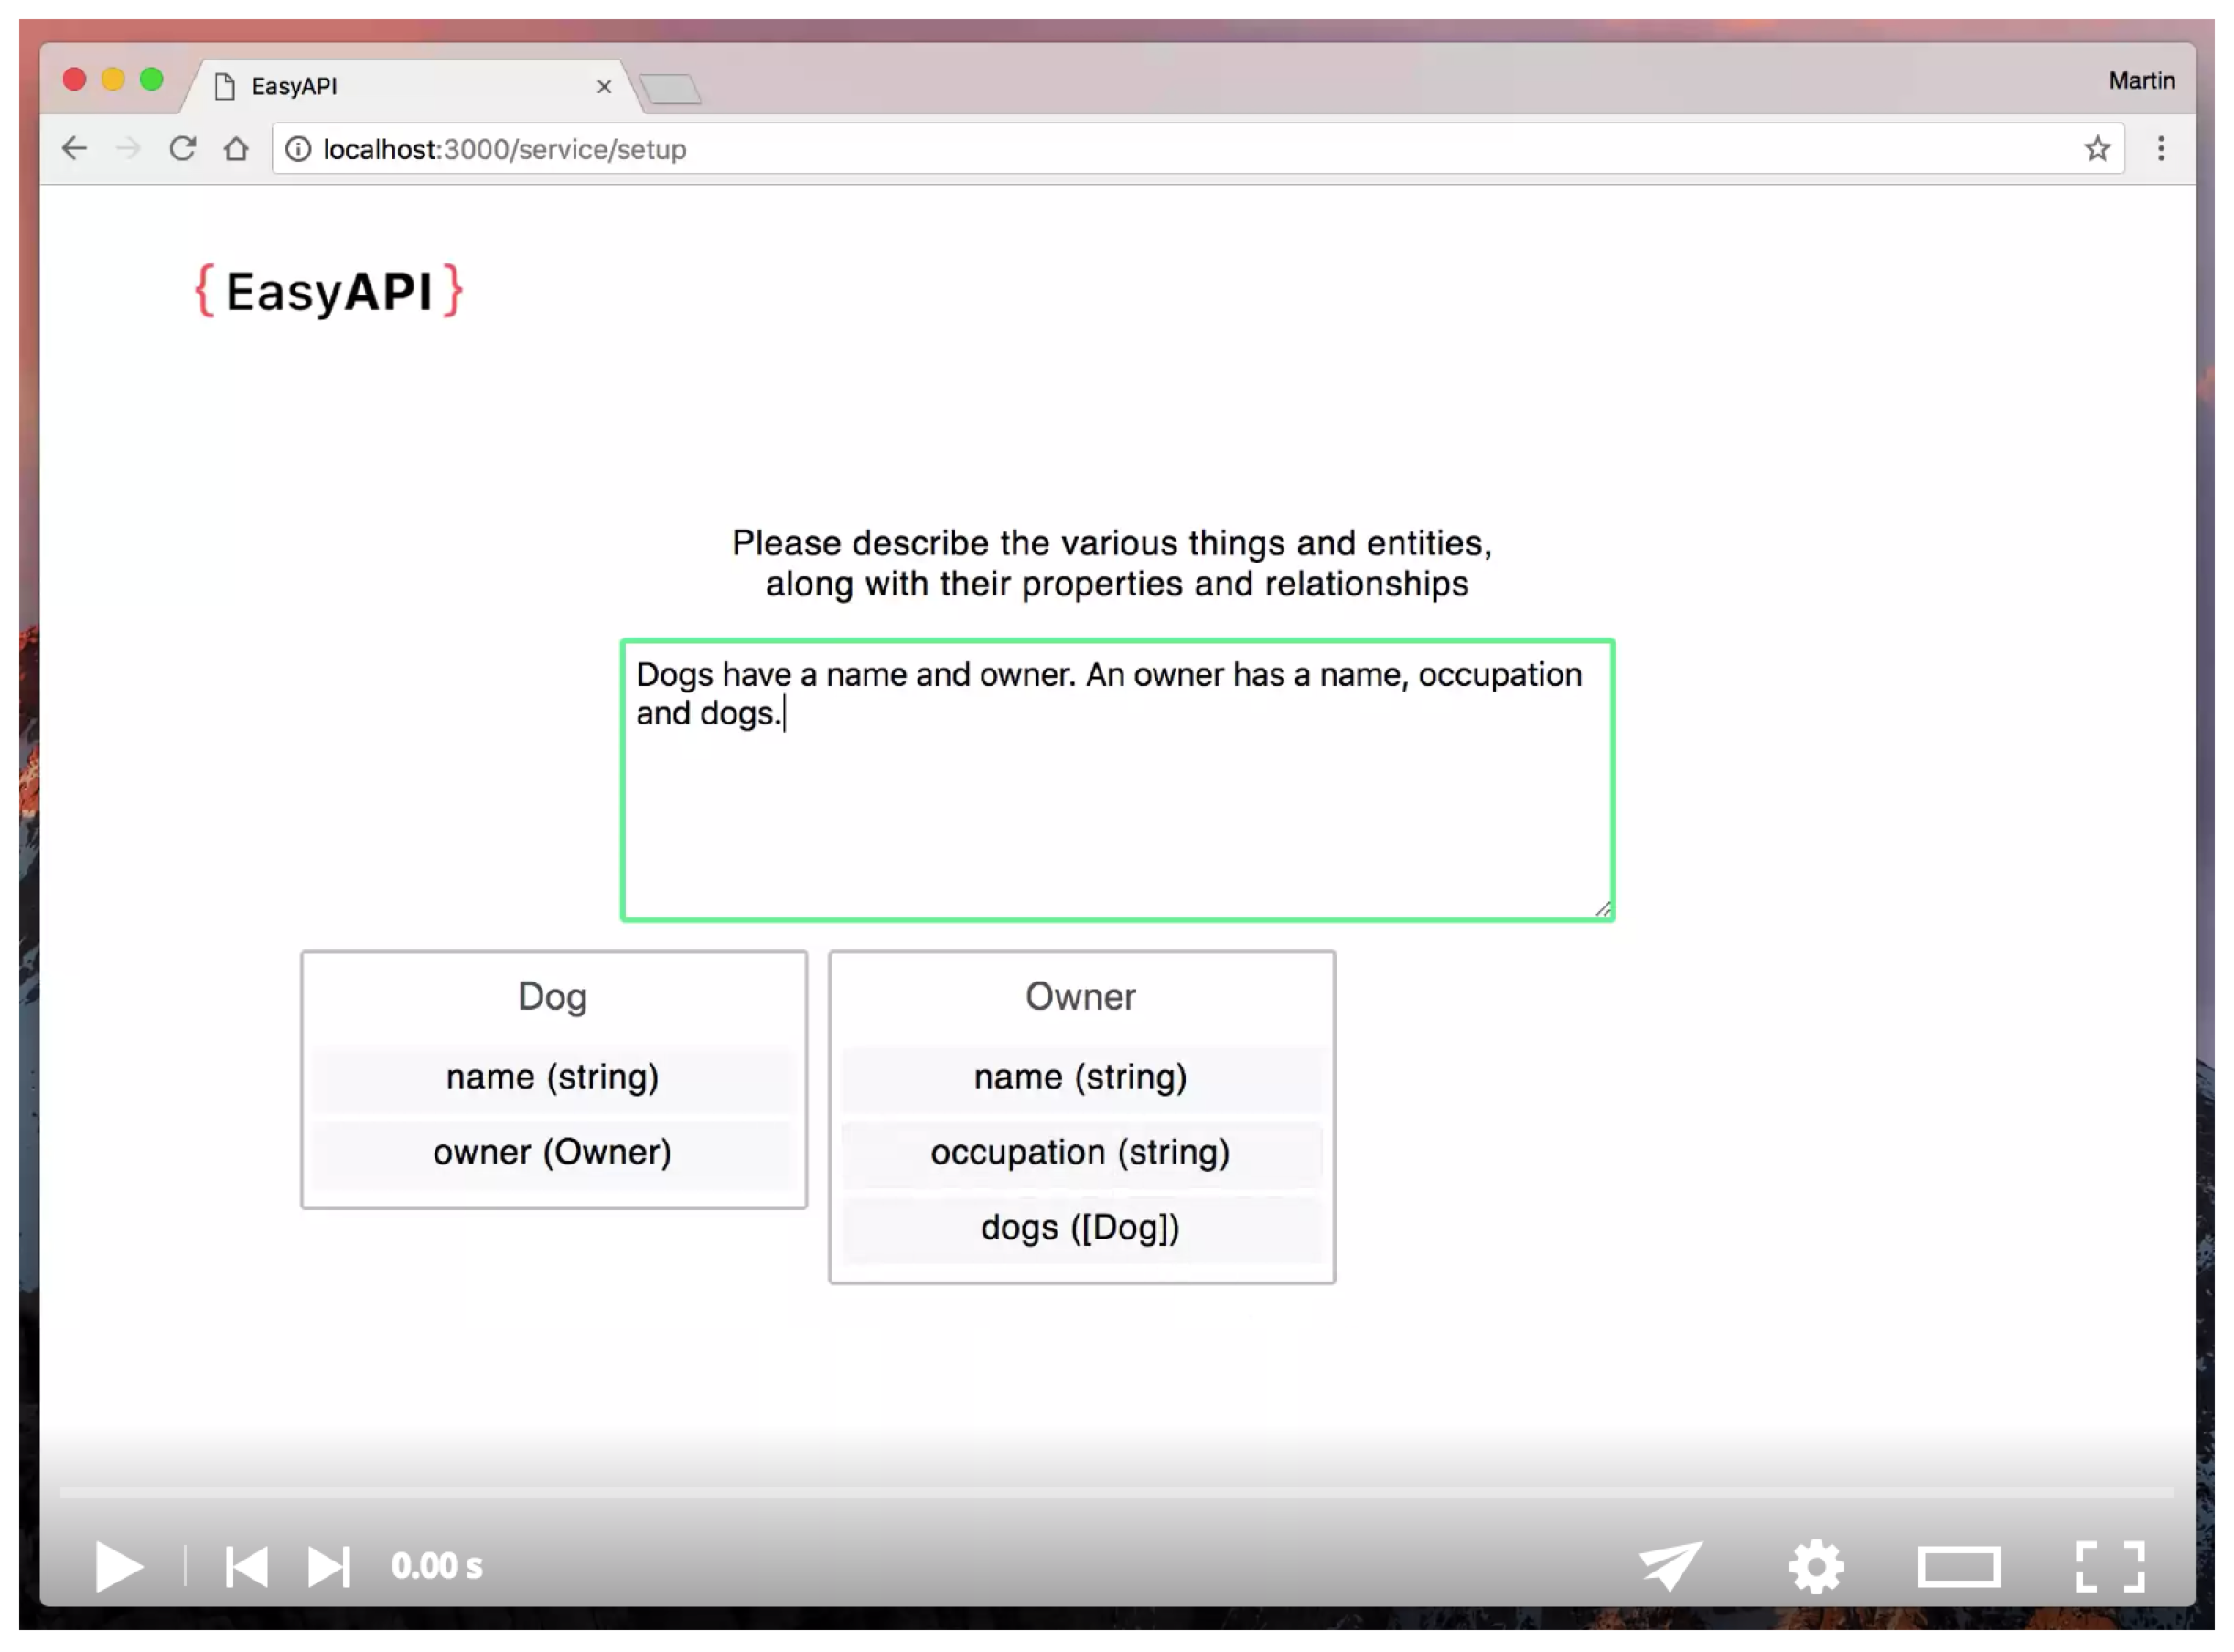 EasyAPI
Martin
localhost:3000/service/setup
{EasyAPI}
Please describe the various things and entities,
along with their properties and relationships
Dogs have a name and owner. An owner has a name, occupation
and dogs.
Dog
name (string)
owner (Owner)
Owner
name (string)
occupation (string)
dogs ([Dog])
0.00 s